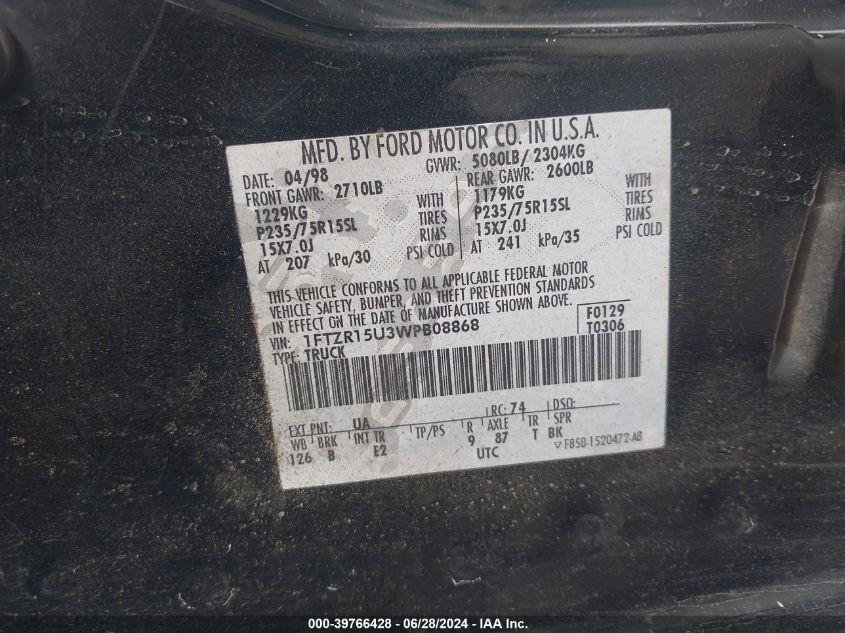 MFD. BY FORD MOTOR CO. IN U.S.A.
DATE: 04/98 GVWR: 5080LB/ 2304KG
FRONT GAWR: 2710LB REAR GAWR: 2600LB
1229KG WITH 1179KG WITH
P235/75R15SL TIRES P235/75R15SL TIRES
15X7.0J RIMS 15X7.0J RIMS
AT 207 kPa/30 PSI COLD AT 241 kPa/35 PSI COLD
THIS VEHICLE CONFORMS TO ALL APPLICABLE FEDERAL MOTOR
VEHICLE SAFETY, BUMPER, AND THEFT PREVENTION STANDARDS
IN EFFECT ON THE DATE OF MANUFACTURE SHOWN ABOVE.
VIN: 1FTZR15U3WPB08868 F0129
TYPE: TRUCK T0306
EXT PNT: UA RC: 74 DSO:
WB BRK INT TR TP/PS R AXLE TR SPR
126 B E2 9 87 T BK
UTC ▽ F85B-1520472-AB
000-39766428 - 06/28/2024 - IAA Inc.